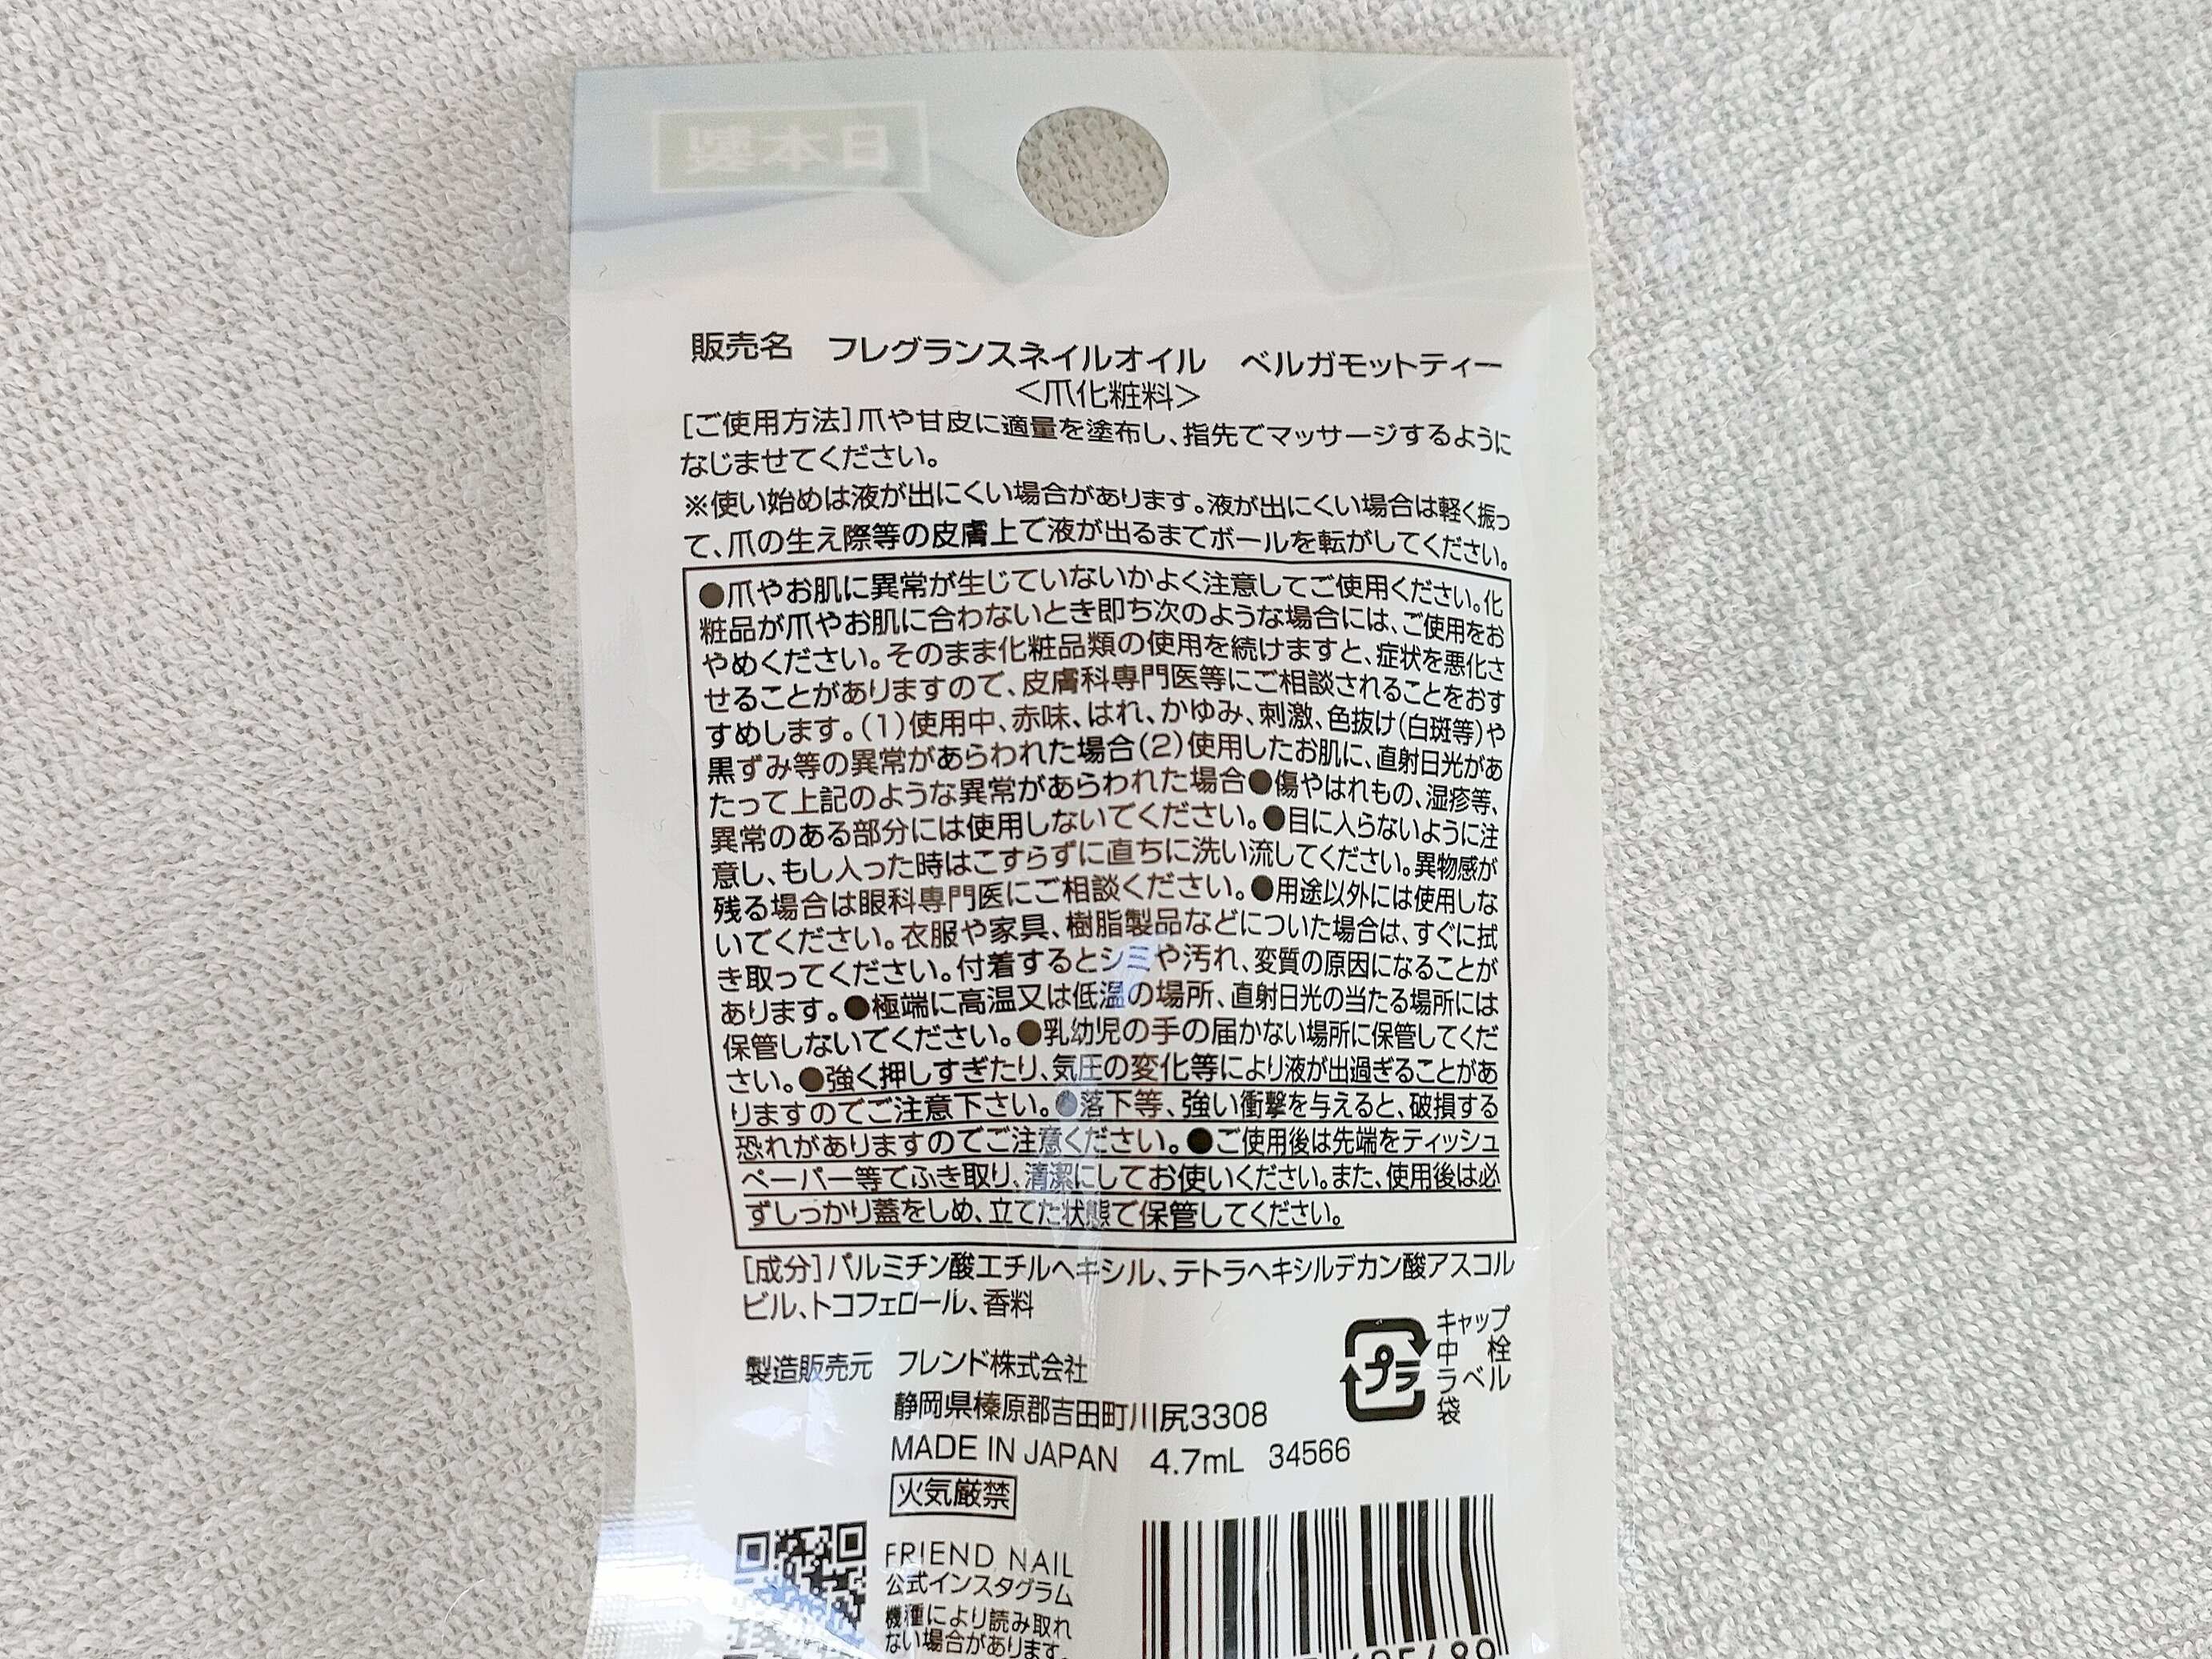 日本製
販売名 フレグランスネイルオイル ベルガモットティー
＜爪化粧料＞
[ご使用方法]爪や甘皮に適量を塗布し、指先でマッサージするように
なじませてください。
※使い始めは液が出にくい場合があります。液が出にくい場合は軽く振っ
て、爪の生え際等の皮膚上で液が出るまでボールを転がしてください。
●爪やお肌に異常が生じていないかよく注意してご使用ください。化
粧品が爪やお肌に合わないとき即ち次のような場合には、ご使用をお
やめください。そのまま化粧品類の使用を続けますと、症状を悪化さ
せることがありますので、皮膚科専門医等にご相談されることをおす
すめします。(1)使用中、赤味、はれ、かゆみ、刺激、色抜け(白斑等)や
黒ずみ等の異常があらわれた場合(2)使用したお肌に、直射日光があ
たって上記のような異常があらわれた場合●傷やはれもの、湿疹等、
異常のある部分には使用しないでください。●目に入らないように注
意し、もし入った時はこすらずに直ちに洗い流してください。異物感が
残る場合は眼科専門医にご相談ください。●用途以外には使用しな
いでください。衣服や家具、樹脂製品などについた場合は、すぐに拭
き取ってください。付着するとシミや汚れ、変質の原因になることが
あります。●極端に高温又は低温の場所、直射日光の当たる場所には
保管しないでください。●乳幼児の手の届かない場所に保管してくだ
さい。●強く押しすぎたり、気圧の変化等により液が出過ぎることがあ
りますのでご注意下さい。●落下等、強い衝撃を与えると、破損する
恐れがありますのでご注意ください。●ご使用後は先端をティッシュ
ペーパー等でふき取り、清潔にしてお使いください。また、使用後は必
ずしっかり蓋をしめ、立てた状態で保管してください。
[成分]パルミチン酸エチルヘキシル、テトラヘキシルデカン酸アスコル
ビル、トコフェロール、香料
プラ
キャップ
中 栓
ラベル
袋
製造販売元 フレンド株式会社
静岡県榛原郡吉田町川尻3308
MADE IN JAPAN 4.7mL 34566
火気厳禁
FRIEND NAIL
公式インスタグラム
機種により読み取れ
ない場合があります。